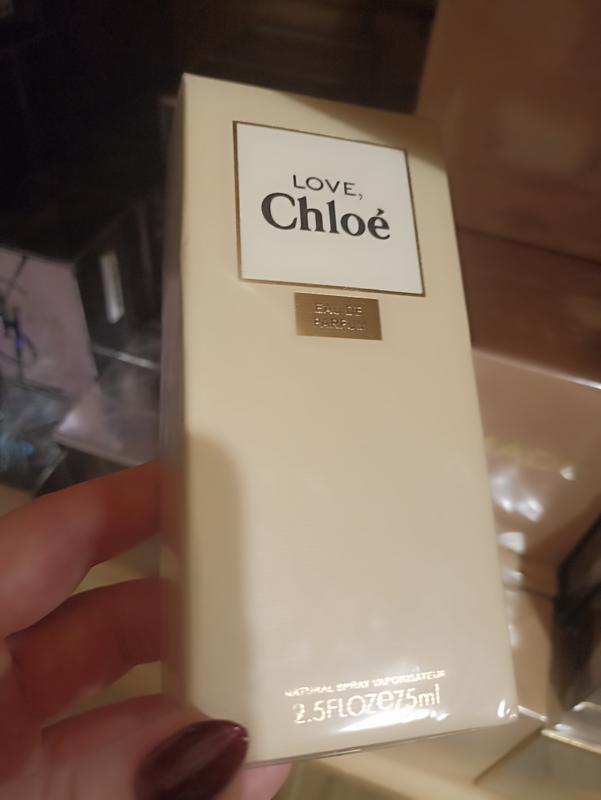 LOVE,
Chloé
EAU DE
PARFUM
NATURAL SPRAY VAPORISATEUR
2.5FLOZe75ml